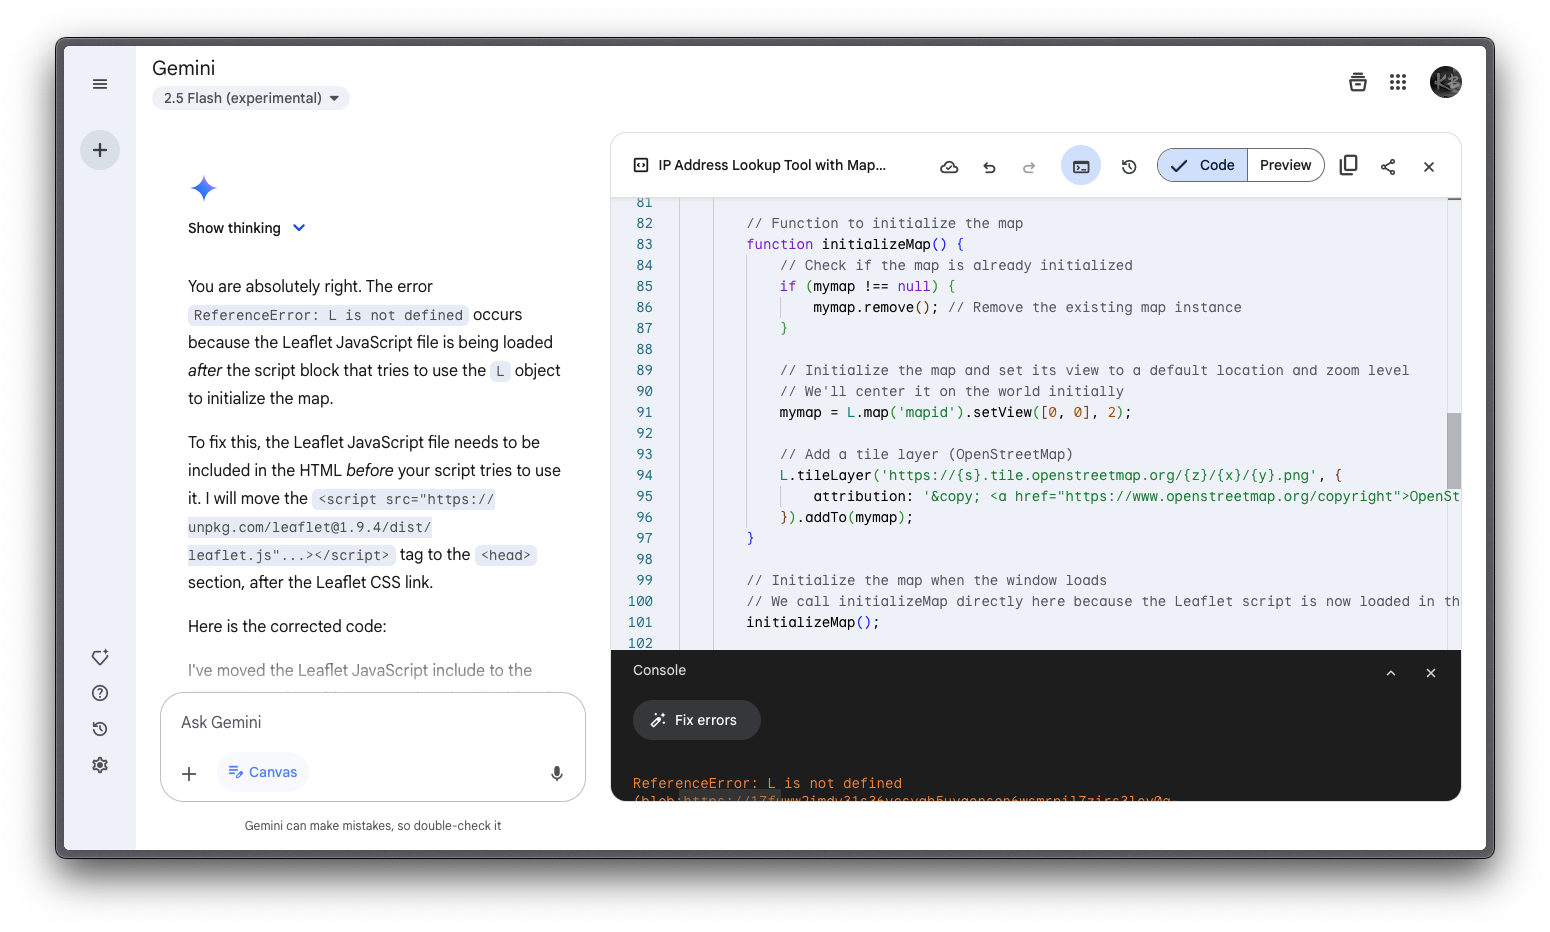 Gemini
2.5 Flash (experimental)
KB
Show thinking
You are absolutely right. The error
ReferenceError: L is not defined occurs
because the Leaflet JavaScript file is being loaded
after the script block that tries to use the L object
to initialize the map.
To fix this, the Leaflet JavaScript file needs to be
included in the HTML before your script tries to use
it. I will move the <script src="https://
unpkg.com/leaflet@1.9.4/dist/
leaflet.js"...></script> tag to the <head>
section, after the Leaflet CSS link.
Here is the corrected code:
I've moved the Leaflet JavaScript include to the
Ask Gemini
Canvas
Gemini can make mistakes, so double-check it
IP Address Lookup Tool with Map...
Code
Preview
81
82 // Function to initialize the map
83 function initializeMap() {
84 // Check if the map is already initialized
85 if (mymap !== null) {
86 mymap.remove(); // Remove the existing map instance
87 }
88
89 // Initialize the map and set its view to a default location and zoom level
90 // We'll center it on the world initially
91 mymap = L.map('mapid').setView([0, 0], 2);
92
93 // Add a tile layer (OpenStreetMap)
94 L.tileLayer('https://{s}.tile.openstreetmap.org/{z}/{x}/{y}.png', {
95 attribution: '&copy; <a href="https://www.openstreetmap.org/copyright">OpenSt
96 }).addTo(mymap);
97 }
98
99 // Initialize the map when the window loads
100 // We call initializeMap directly here because the Leaflet script is now loaded in th
101 initializeMap();
102
Console
Fix errors
ReferenceError: L is not defined